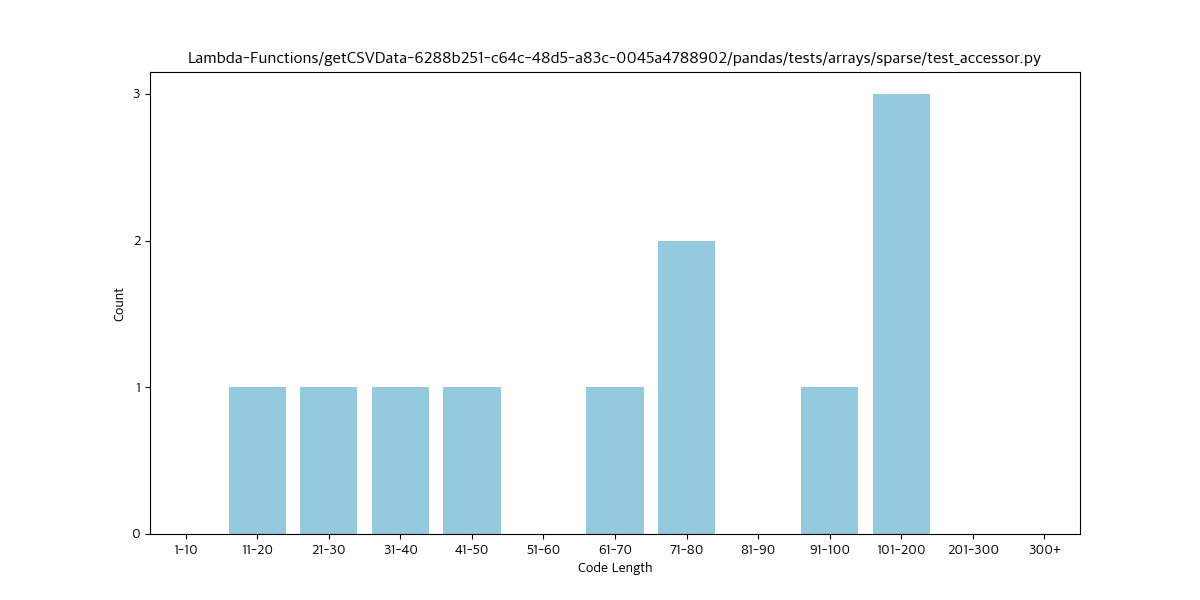 Lambda-Functions/getCSVData-6288b251-c64c-48d5-a83c-0045a4788902/pandas/tests/arrays/sparse/test_accessor.py
3
2
1
0
Count
1-10 11-20 21-30 31-40 41-50 51-60 61-70 71-80 81-90 91-100 101-200 201-300 300+
Code Length